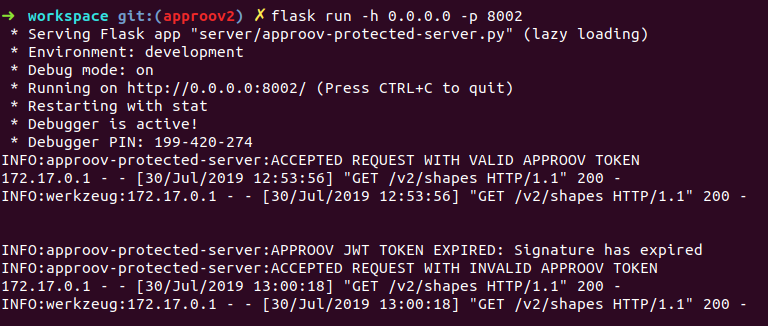 ➜ workspace git:(approov2) ✗ flask run -h 0.0.0.0 -p 8002
* Serving Flask app "server/approov-protected-server.py" (lazy loading)
* Environment: development
* Debug mode: on
* Running on http://0.0.0.0:8002/ (Press CTRL+C to quit)
* Restarting with stat
* Debugger is active!
* Debugger PIN: 199-420-274
INFO:approov-protected-server:ACCEPTED REQUEST WITH VALID APPROOV TOKEN
172.17.0.1 - - [30/Jul/2019 12:53:56] "GET /v2/shapes HTTP/1.1" 200 -
INFO:werkzeug:172.17.0.1 - - [30/Jul/2019 12:53:56] "GET /v2/shapes HTTP/1.1" 200 -
INFO:approov-protected-server:APPROOV JWT TOKEN EXPIRED: Signature has expired
INFO:approov-protected-server:ACCEPTED REQUEST WITH INVALID APPROOV TOKEN
172.17.0.1 - - [30/Jul/2019 13:00:18] "GET /v2/shapes HTTP/1.1" 200 -
INFO:werkzeug:172.17.0.1 - - [30/Jul/2019 13:00:18] "GET /v2/shapes HTTP/1.1" 200 -